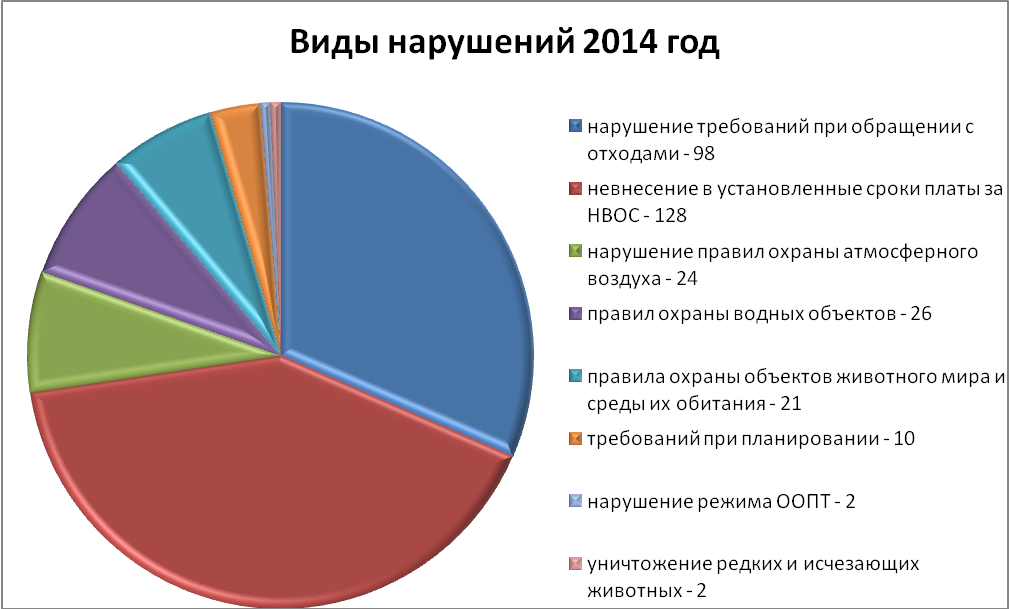 Виды нарушений 2014 год
нарушение требований при обращении с
отходами - 98
невнесение в установленные сроки платы за
НВОС - 128
нарушение правил охраны атмосферного
воздуха - 24
правил охраны водных объектов - 26
правила охраны объектов животного мира и
среды их обитания - 21
требований при планировании - 10
нарушение режима ООПТ - 2
уничтожение редких и исчезающих
животных - 2